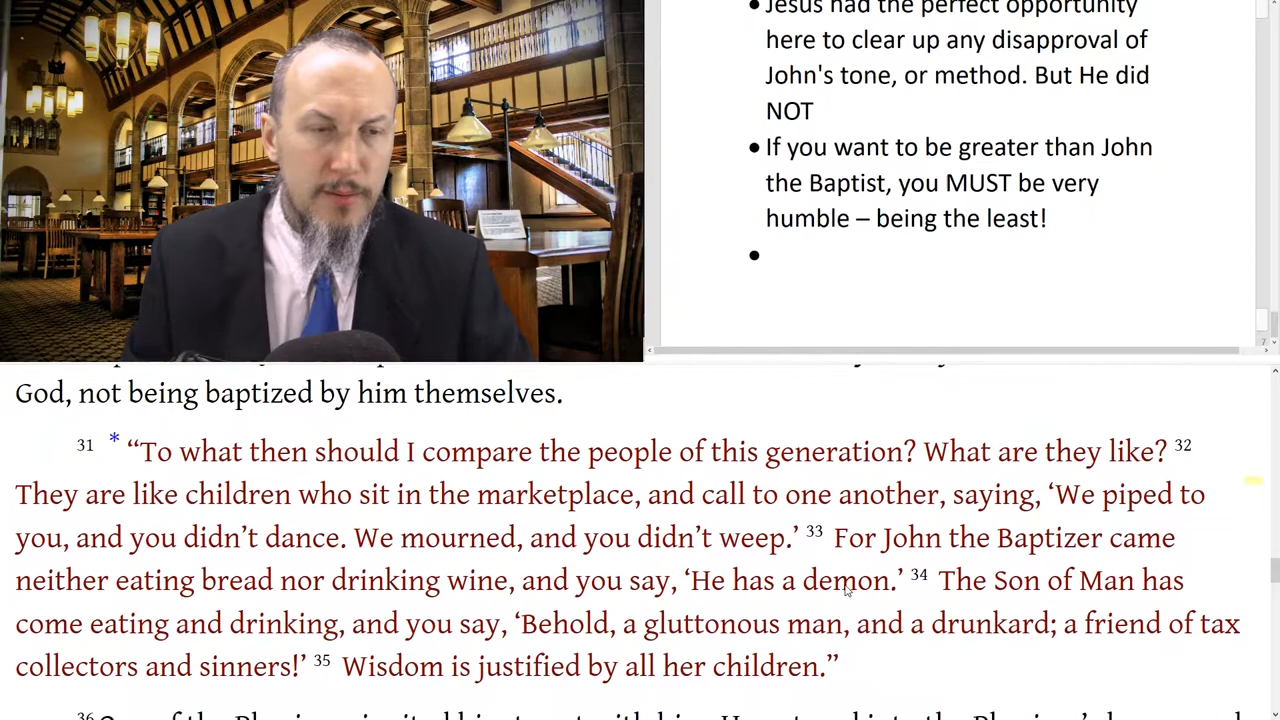 Jesus had the perfect opportunity
here to clear up any disapproval of
John's tone, or method. But He did
NOT
• If you want to be greater than John
the Baptist, you MUST be very
humble – being the least!
•
7
God, not being baptized by him themselves.
31 * “To what then should I compare the people of this generation? What are they like? 32
They are like children who sit in the marketplace, and call to one another, saying, ‘We piped to
you, and you didn’t dance. We mourned, and you didn’t weep.’ 33 For John the Baptizer came
neither eating bread nor drinking wine, and you say, ‘He has a demon.’ 34 The Son of Man has
come eating and drinking, and you say, ‘Behold, a gluttonous man, and a drunkard; a friend of tax
collectors and sinners!’ 35 Wisdom is justified by all her children.”